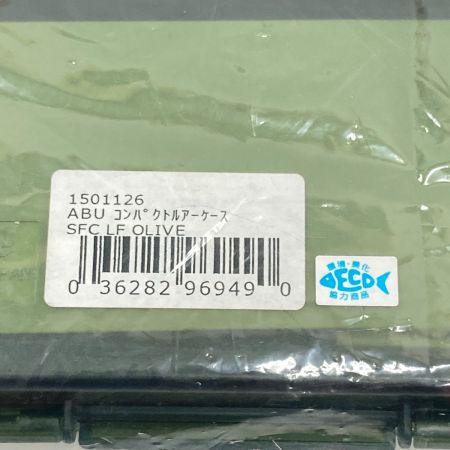 1501126
ABU コンパクトルアーケース
SFC LF OLIVE
0 36282 96949 0
環境・美化
ECO
協力商品